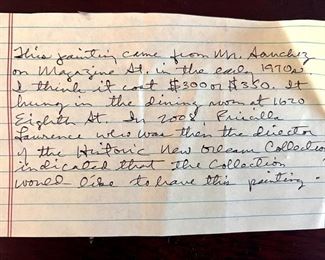 This painting came from Mr. Sanchez
on Magazine St. in the early 1970s.
I think it cost $300 or $350. It
hung in the dining room at 1620
Eighth St. In 2008 Priscilla
Lawrence who was then the director
of the Historic New Orleans Collection
indicated that the Collection
would like to have this painting.